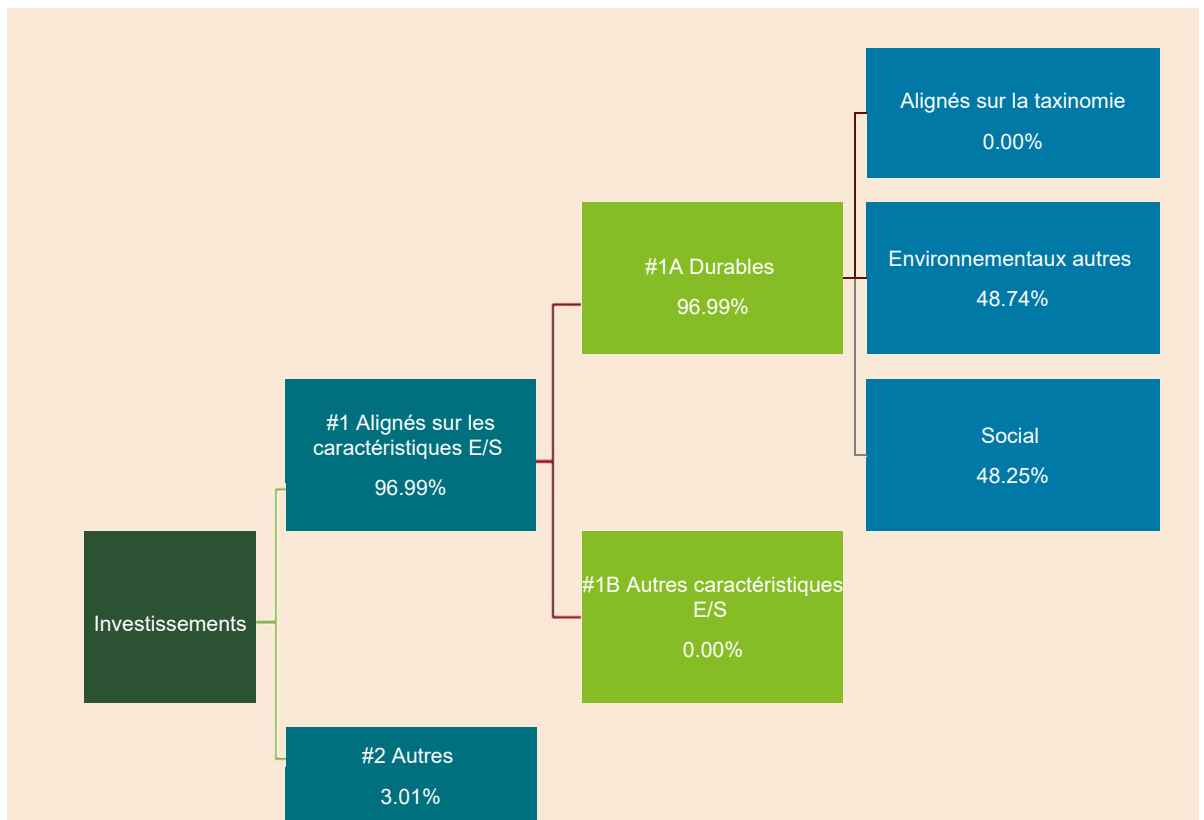 Alignés sur la taxinomie
0.00%
#1A Durables
96.99%
Environnementaux autres
48.74%
#1 Alignés sur les
caractéristiques E/S
96.99%
Social
48.25%
Investissements
#1B Autres caractéristiques
E/S
0.00%
#2 Autres
3.01%